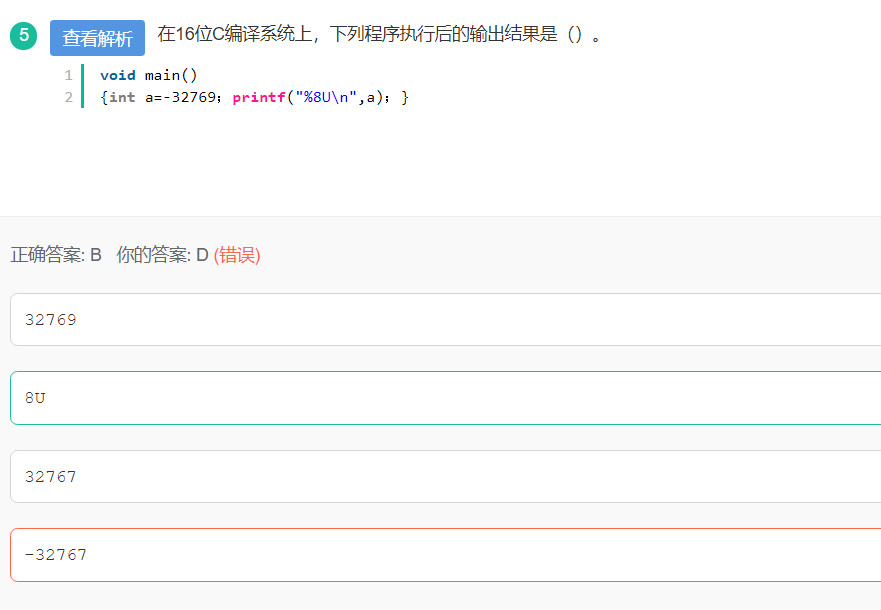 5 查看解析 在16位C编译系统上，下列程序执行后的输出结果是（）。
1 void main()
2 {int a=-32769；printf("%8U\n",a)；}
正确答案: B 你的答案: D (错误)
32769
8U
32767
-32767